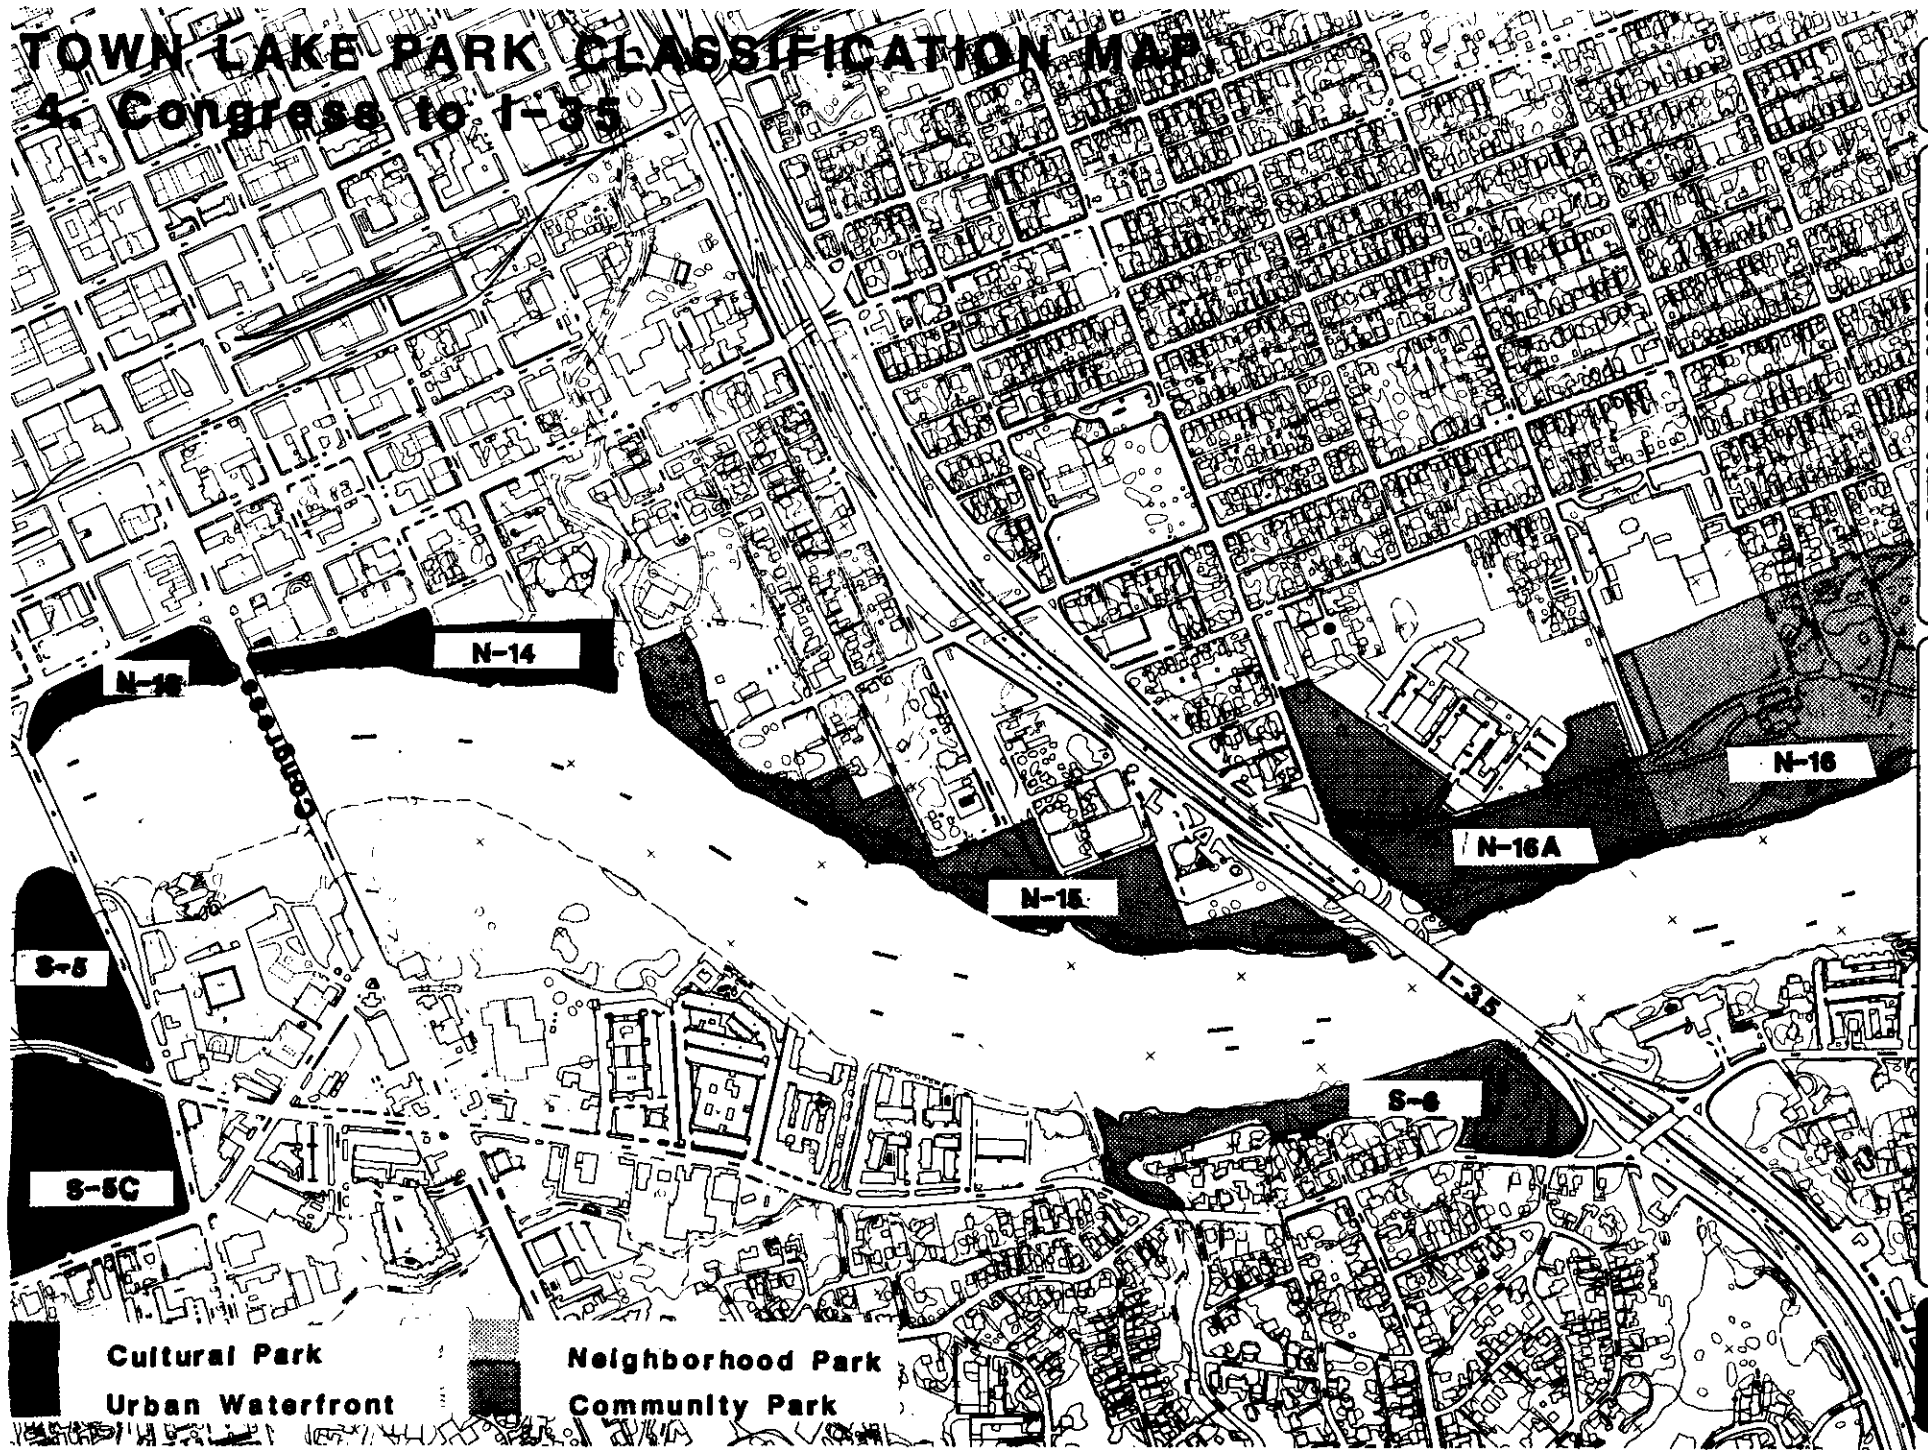 TOWN LAKE PARK CLASSIFICATION MAP
4. Congress to I-35
N-14
N-16
N-16A
N-15
Congress
S-5
I-35
S-6
S-5C
Cultural Park
Urban Waterfront
Neighborhood Park
Community Park